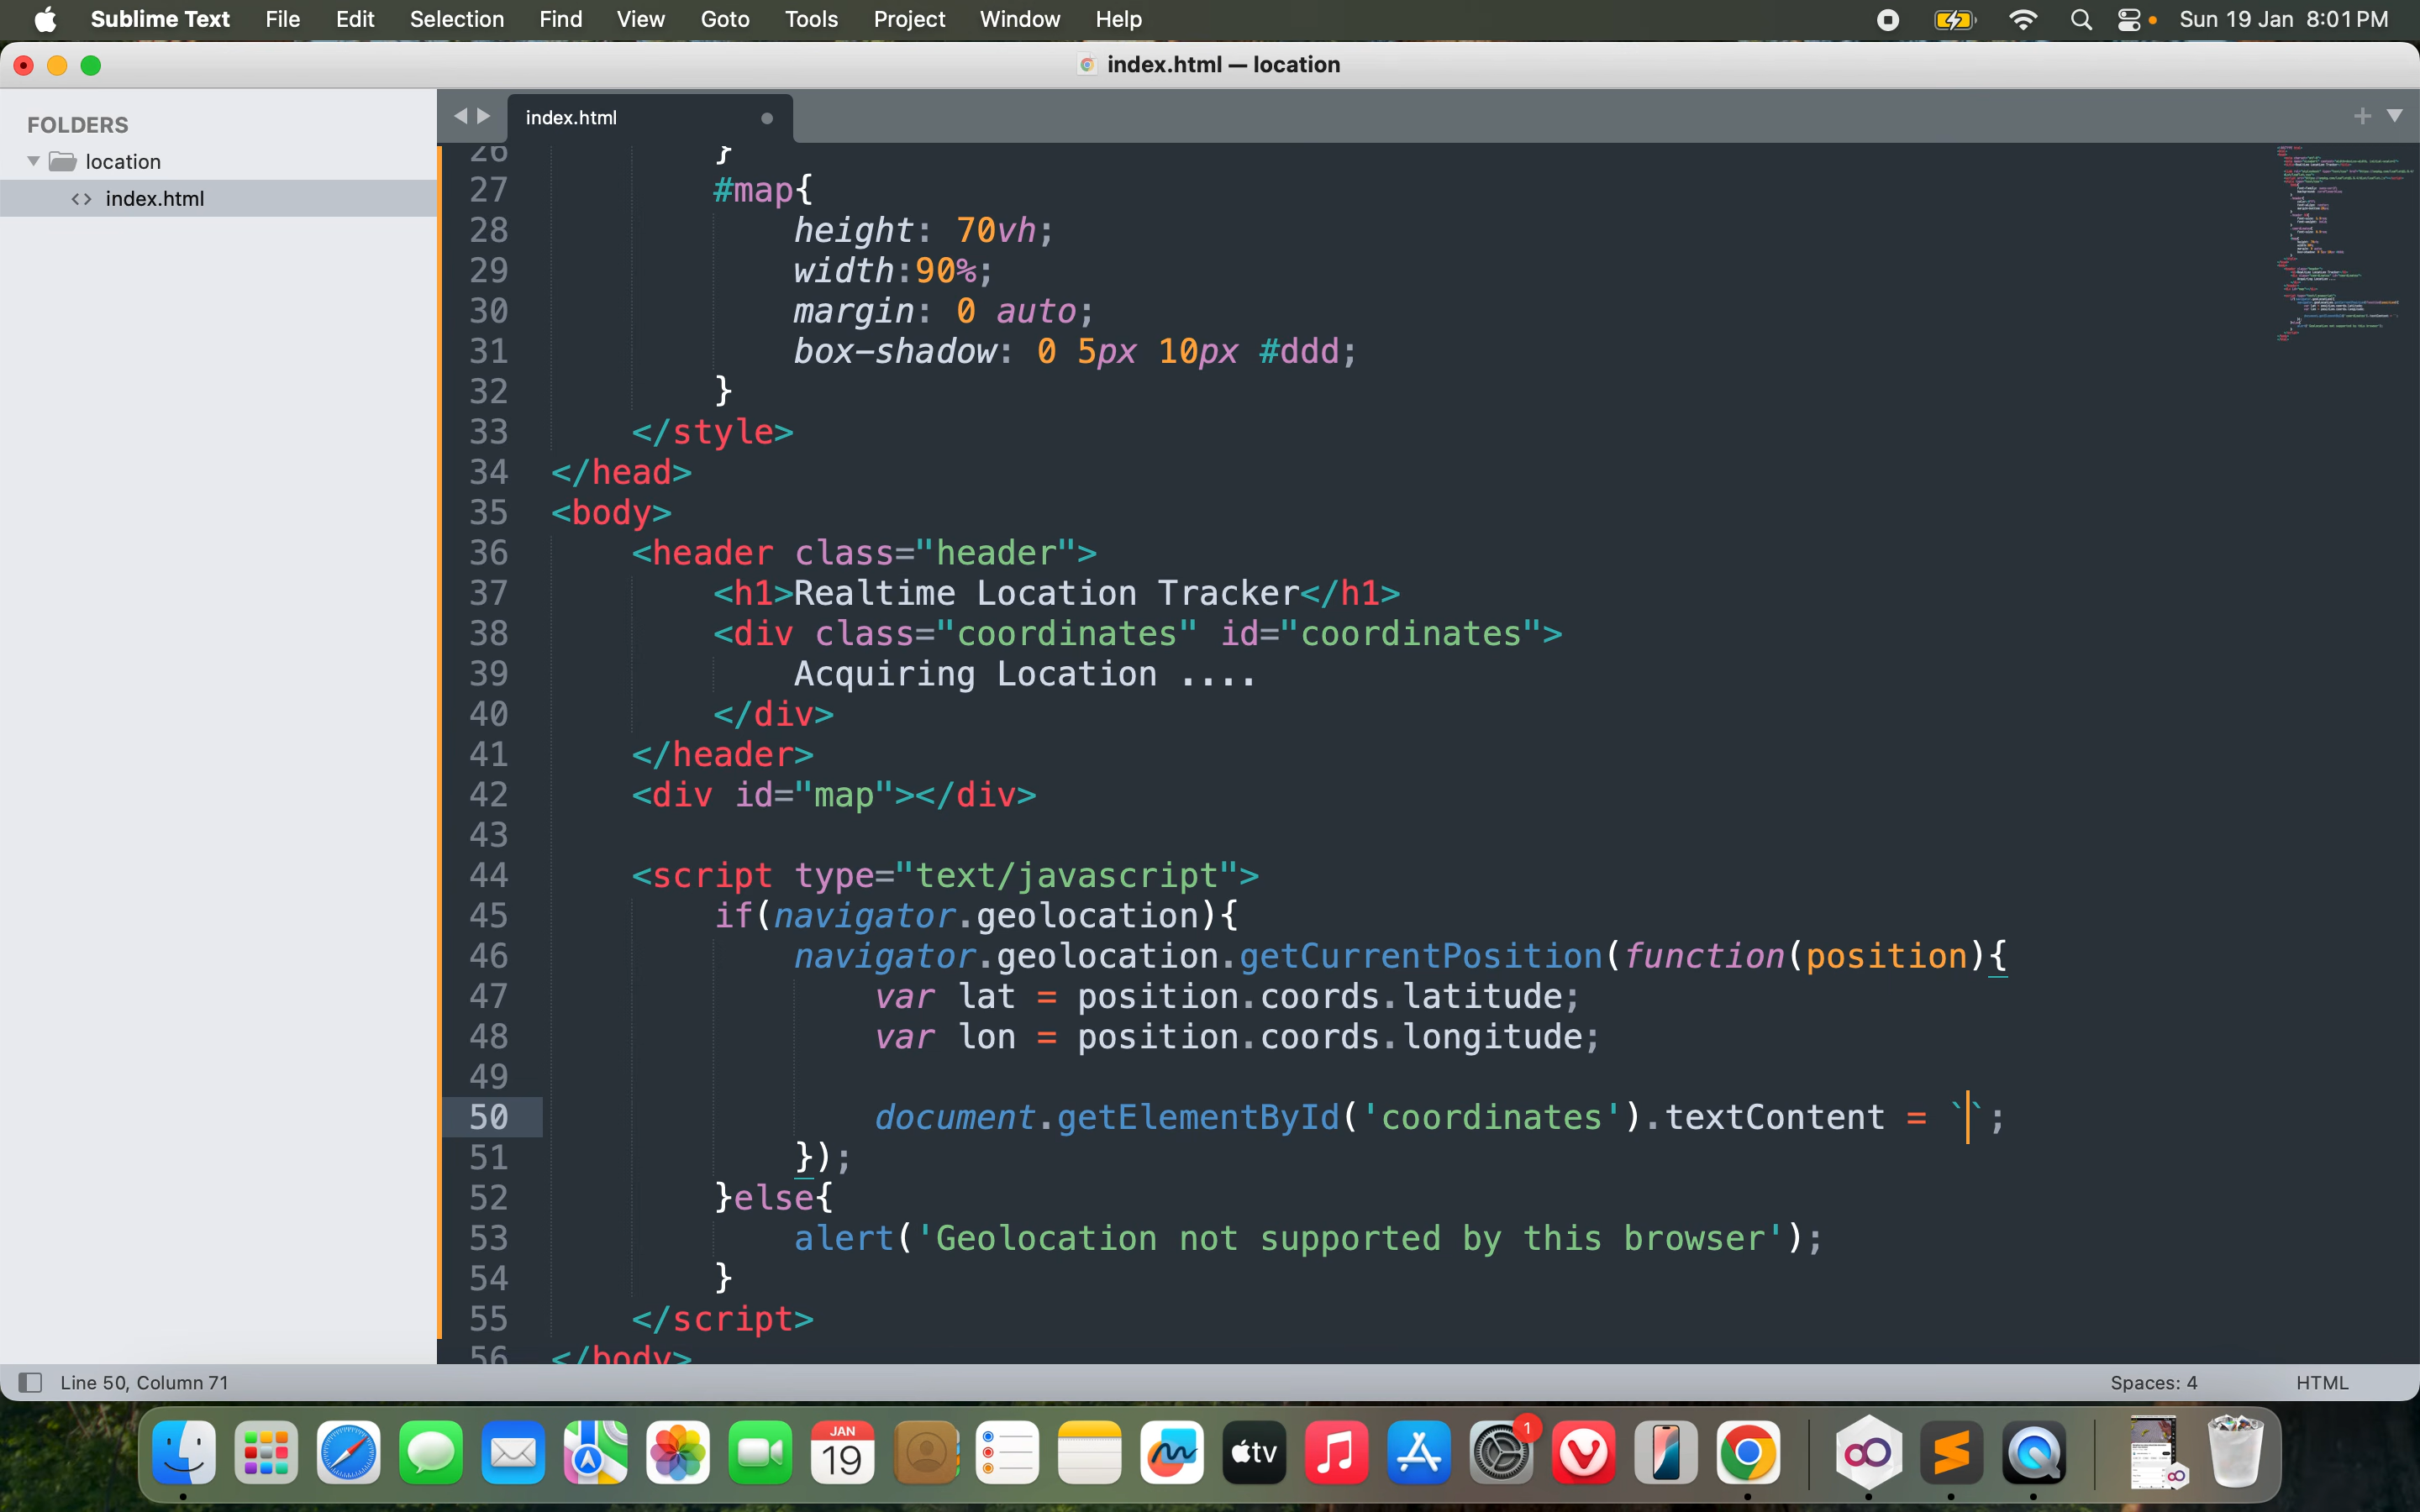 Sublime Text File Edit Selection Find View Goto Tools Project Window Help Sun 19 Jan 8:01 PM
index.html — location
FOLDERS
location
index.html
index.html
26 }
27 #map{
28 height: 70vh;
29 width:90%;
30 margin: 0 auto;
31 box-shadow: 0 5px 10px #ddd;
32 }
33 </style>
34 </head>
35 <body>
36 <header class="header">
37 <h1>Realtime Location Tracker</h1>
38 <div class="coordinates" id="coordinates">
39 Acquiring Location ....
40 </div>
41 </header>
42 <div id="map"></div>
43
44 <script type="text/javascript">
45 if(navigator.geolocation){
46 navigator.geolocation.getCurrentPosition(function(position){
47 var lat = position.coords.latitude;
48 var lon = position.coords.longitude;
49
50 document.getElementById('coordinates').textContent = ``;
51 });
52 }else{
53 alert('Geolocation not supported by this browser');
54 }
55 </script>
56 </body>
Line 50, Column 71 Spaces: 4 HTML
JAN
19
tv
1